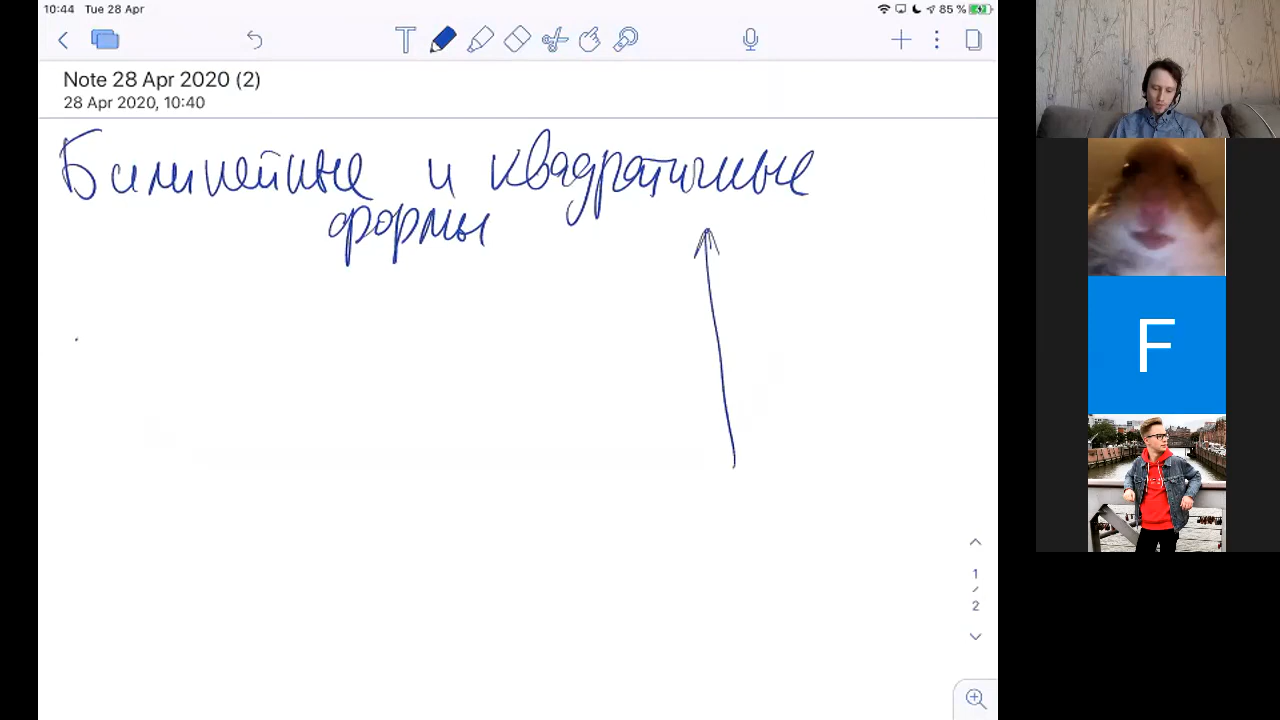 10:44 Tue 28 Apr
85 %
T
Note 28 Apr 2020 (2)
28 Apr 2020, 10:40
Билинейные и квадратичные
формы
F
1
2